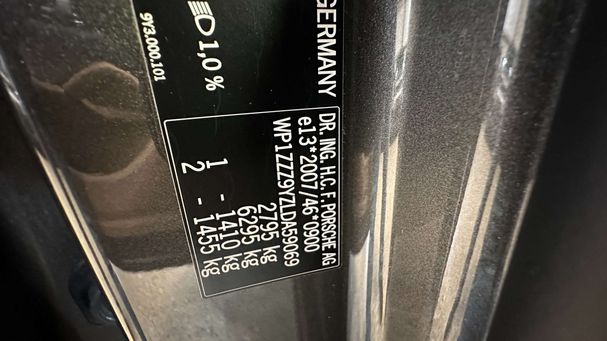 GERMANY
1,0%
9Y3.000.101
DR. ING. H.C. F. PORSCHE AG
e13*2007/46*0900
WP1ZZZ9YZLDA59069
2795 kg
6295 kg
1 - 1410 kg
2 - 1455 kg